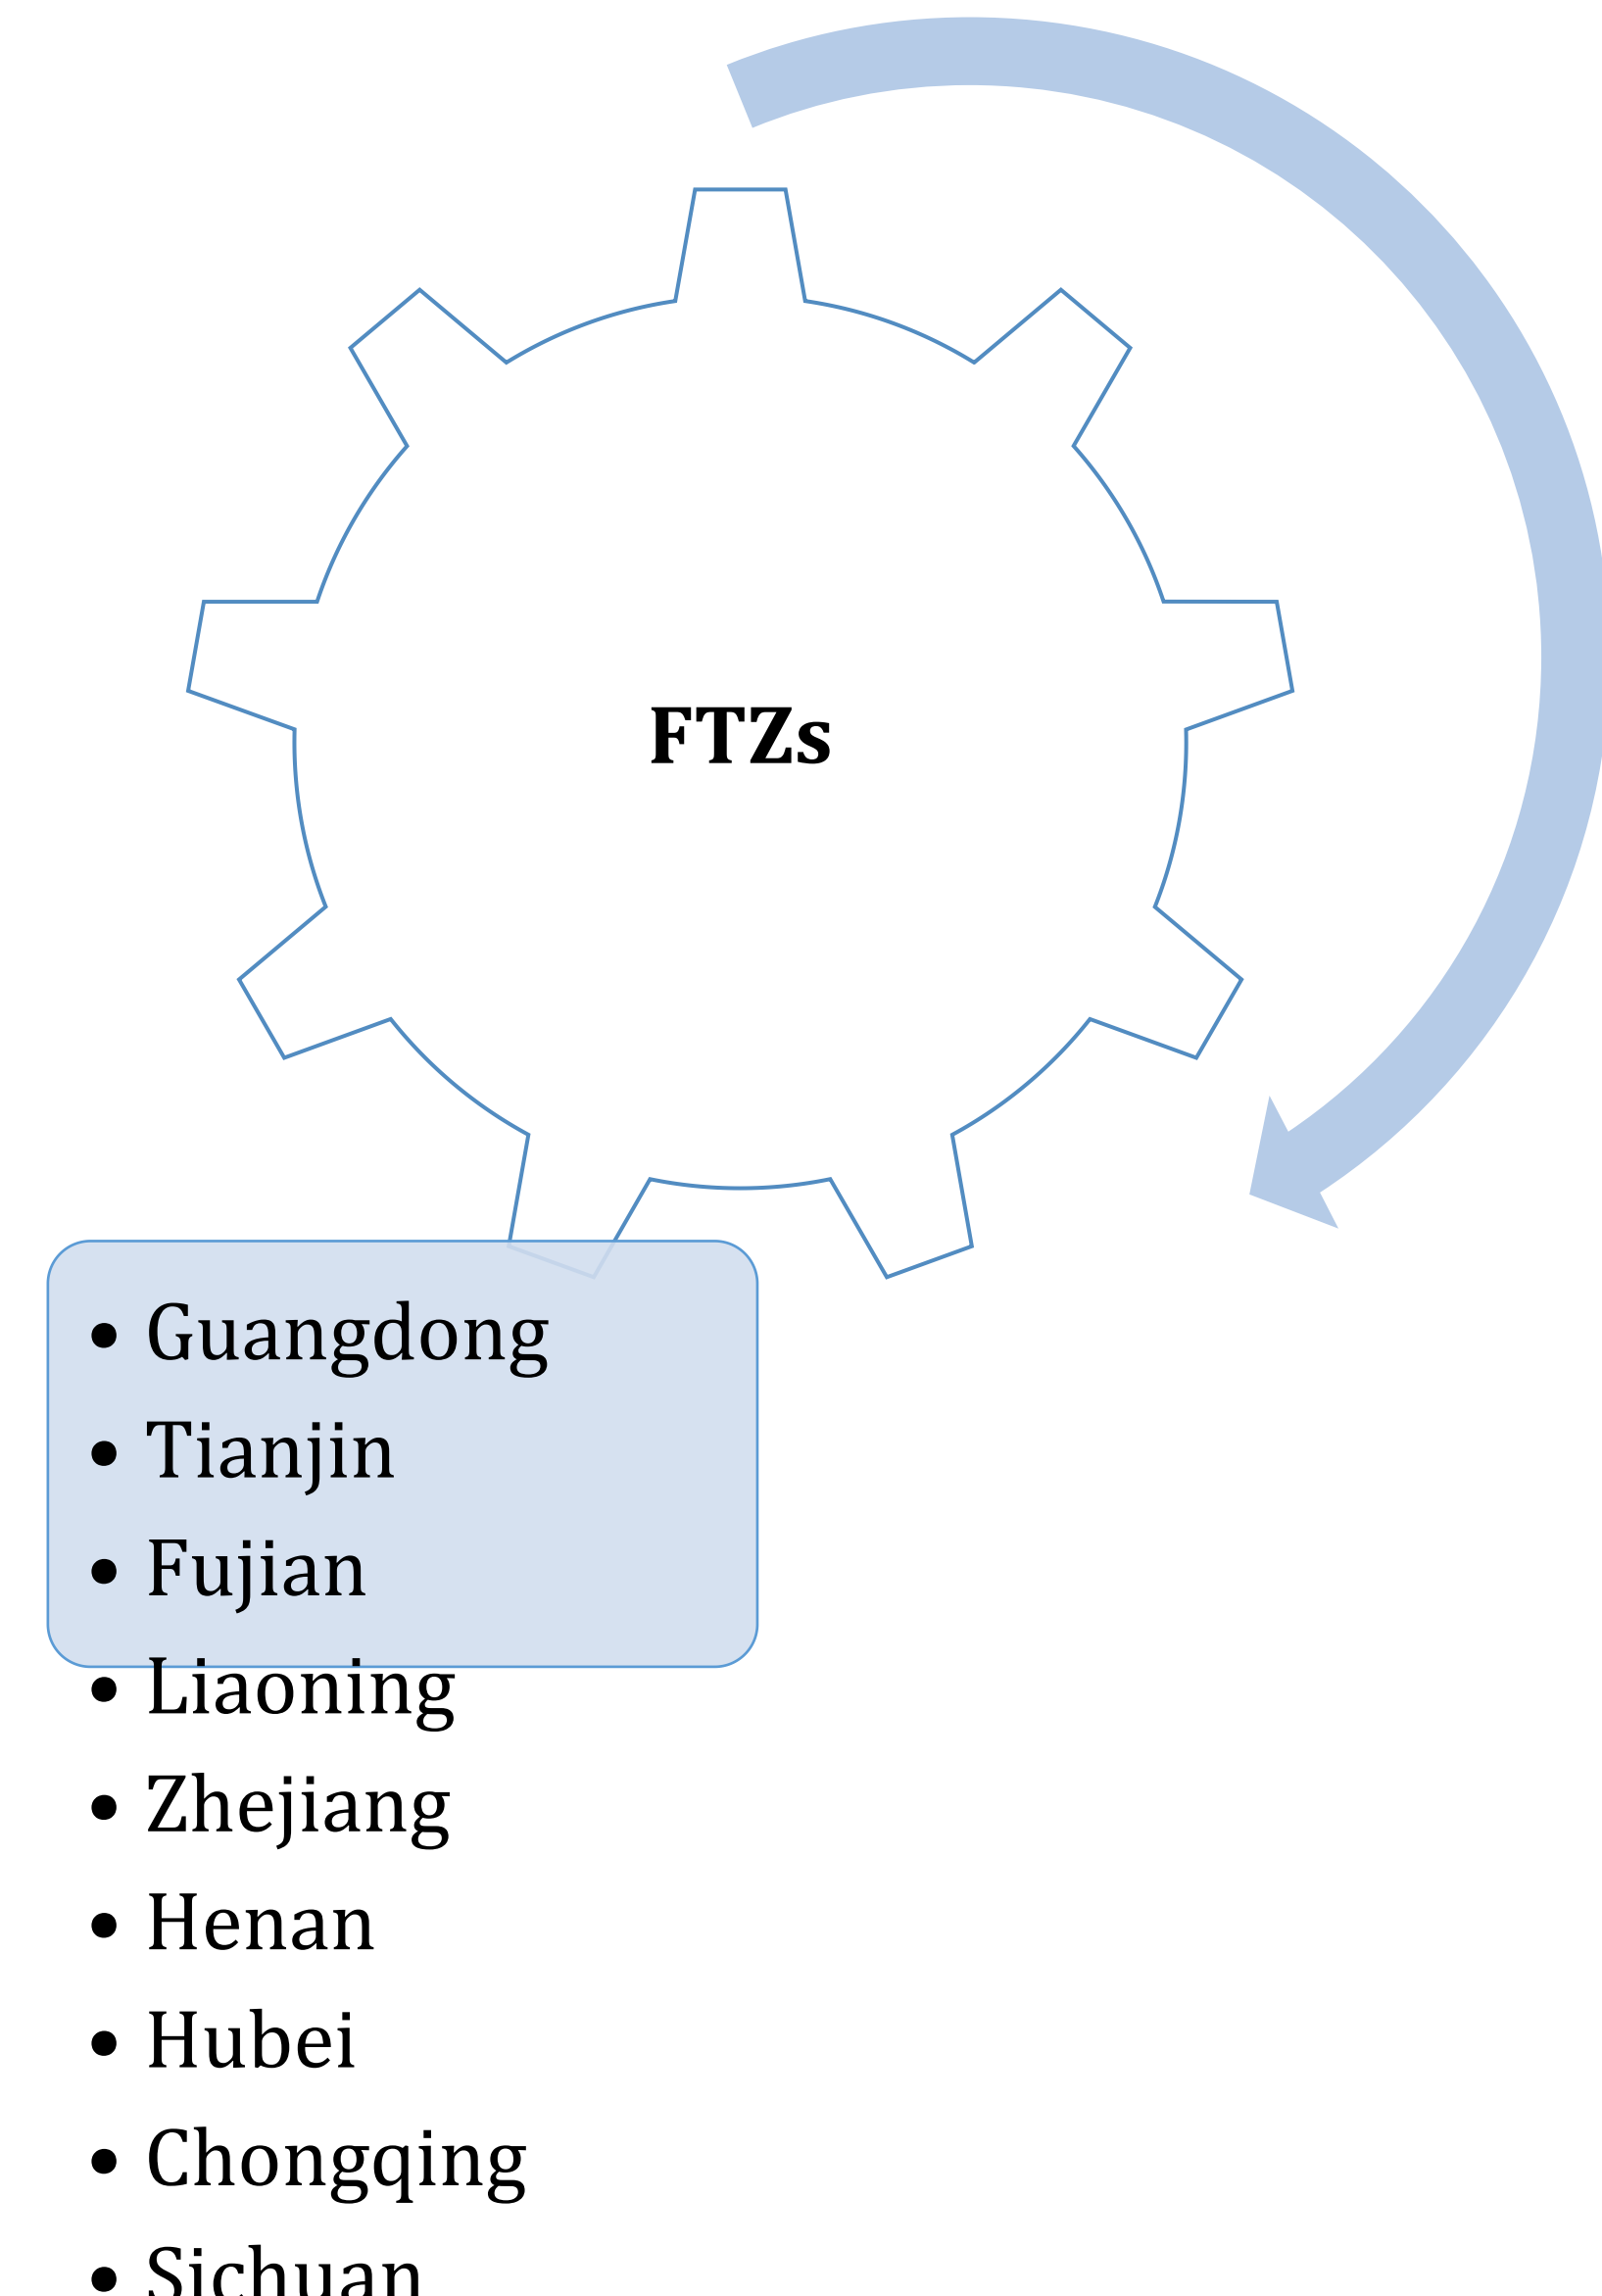 FTZs
• Guangdong
• Tianjin
• Fujian
• Liaoning
• Zhejiang
• Henan
• Hubei
• Chongqing
• Sichuan